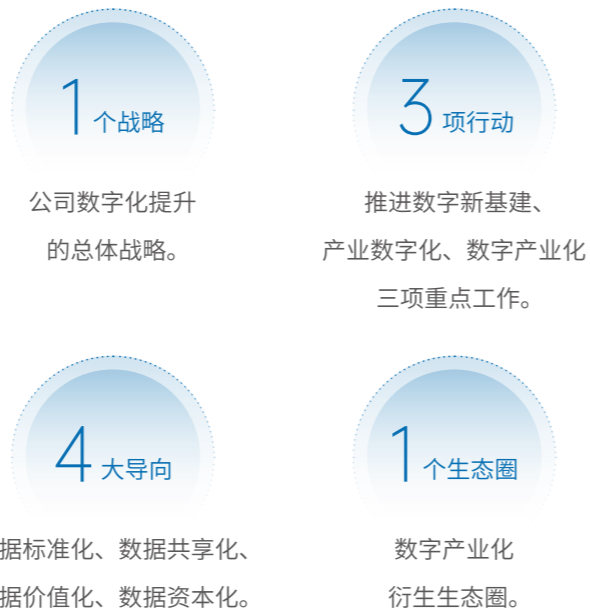 1个战略
公司数字化提升
的总体战略。
3项行动
推进数字新基建、
产业数字化、数字产业化
三项重点工作。
4大导向
据标准化、数据共享化、
据价值化、数据资本化。
1个生态圈
数字产业化
衍生生态圈。